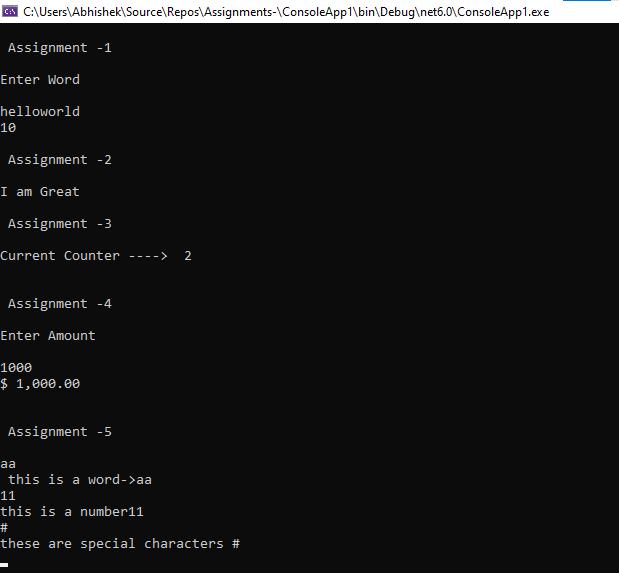 C:\Users\Abhishek\Source\Repos\Assignments-\ConsoleApp1\bin\Debug\net6.0\ConsoleApp1.exe
Assignment -1
Enter Word
helloworld
10
Assignment -2
I am Great
Assignment -3
Current Counter ---->  2
Assignment -4
Enter Amount
1000
$ 1,000.00
Assignment -5
aa
this is a word->aa
11
this is a number11
#
these are special characters #